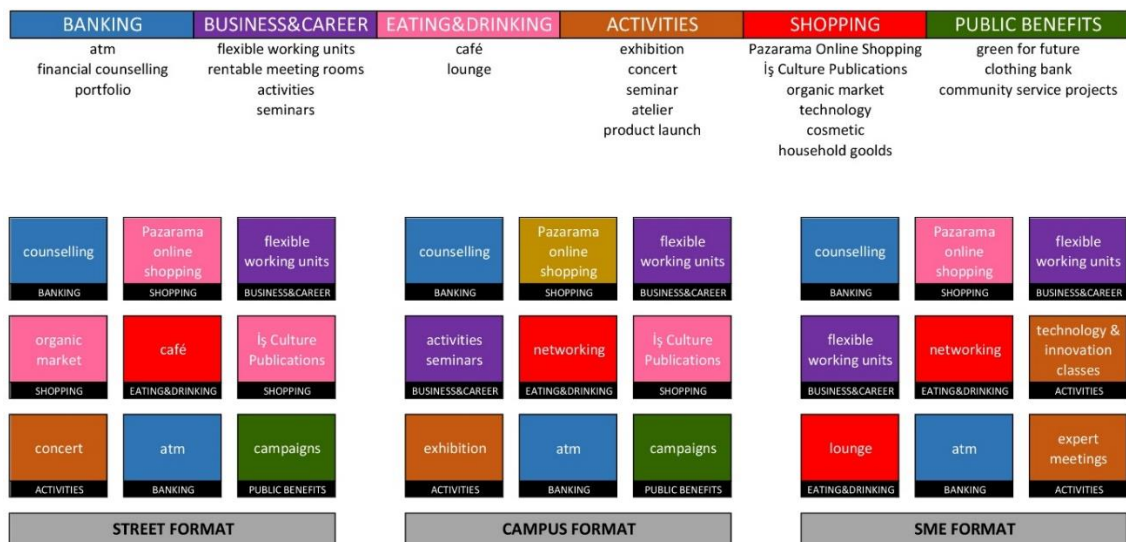 BANKING BUSINESS&CAREER EATING&DRINKING ACTIVITIES SHOPPING PUBLIC BENEFITS
atm flexible working units café exhibition Pazarama Online Shopping green for future
financial counselling rentable meeting rooms lounge concert İş Culture Publications clothing bank
portfolio activities seminar organic market community service projects
seminars atelier technology
product launch cosmetic
household goolds
counselling
BANKING
Pazarama
online
shopping
SHOPPING
flexible
working units
BUSINESS&CAREER
organic
market
SHOPPING
café
EATING&DRINKING
İş Culture
Publications
SHOPPING
concert
ACTIVITIES
atm
BANKING
campaigns
PUBLIC BENEFITS
STREET FORMAT
counselling
BANKING
Pazarama
online
shopping
SHOPPING
flexible
working units
BUSINESS&CAREER
activities
seminars
BUSINESS&CAREER
networking
EATING&DRINKING
İş Culture
Publications
SHOPPING
exhibition
ACTIVITIES
atm
BANKING
campaigns
PUBLIC BENEFITS
CAMPUS FORMAT
counselling
BANKING
Pazarama
online
shopping
SHOPPING
flexible
working units
BUSINESS&CAREER
flexible
working units
BUSINESS&CAREER
networking
EATING&DRINKING
technology &
innovation
classes
ACTIVITIES
lounge
EATING&DRINKING
atm
BANKING
expert
meetings
ACTIVITIES
SME FORMAT